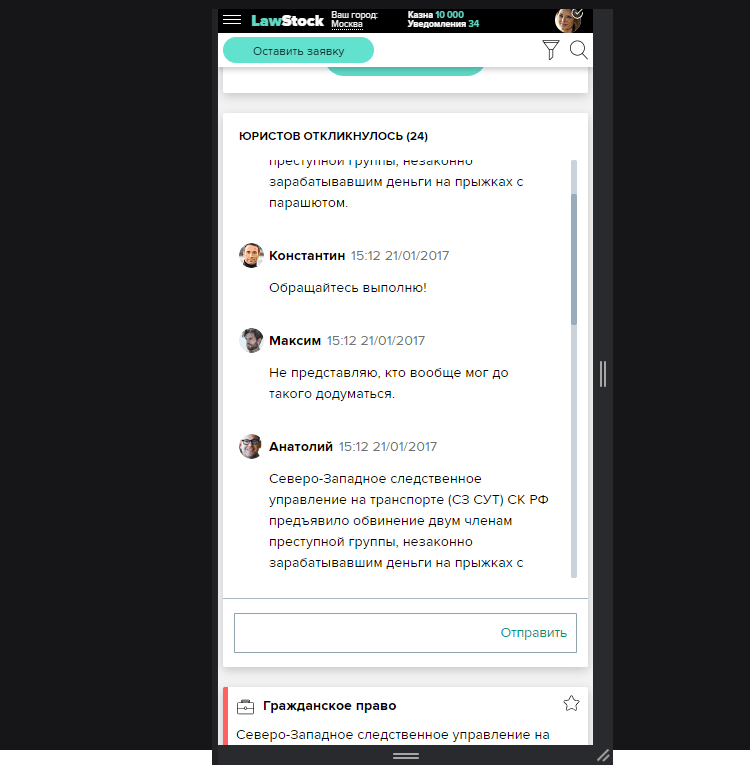 LawStock
Ваш город:
Москва
Казна 10 000
Уведомления 34
Оставить заявку
ЮРИСТОВ ОТКЛИКНУЛОСЬ (24)
преступной группы, незаконно
зарабатывавшим деньги на прыжках с
парашютом.
Константин 15:12 21/01/2017
Обращайтесь выполню!
Максим 15:12 21/01/2017
Не представляю, кто вообще мог до
такого додуматься.
Анатолий 15:12 21/01/2017
Северо-Западное следственное
управление на транспорте (СЗ СУТ) СК РФ
предъявило обвинение двум членам
преступной группы, незаконно
зарабатывавшим деньги на прыжках с
Отправить
Гражданское право
Северо-Западное следственное управление на